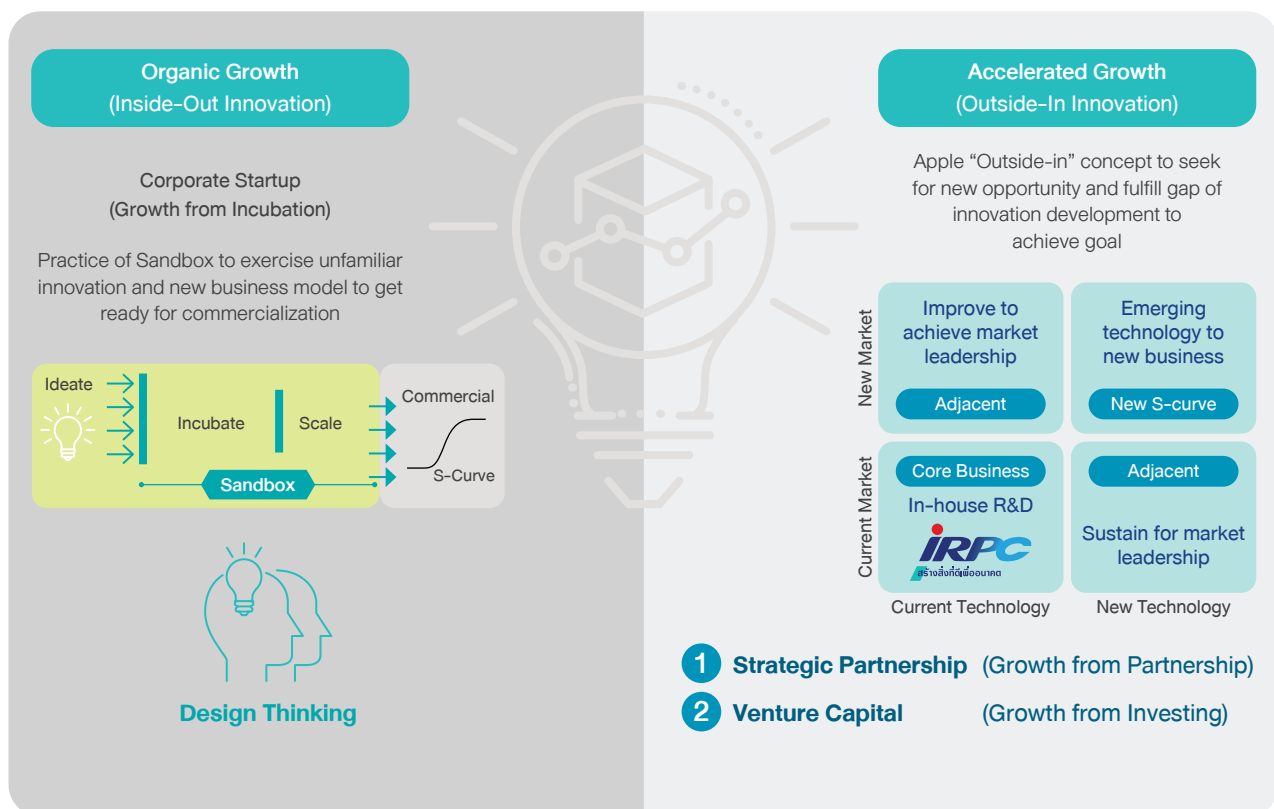 Organic Growth
(Inside-Out Innovation)
Corporate Startup
(Growth from Incubation)
Practice of Sandbox to exercise unfamiliar
innovation and new business model to get
ready for commercialization
Ideate
Incubate
Scale
Sandbox
Commercial
S-Curve
Design Thinking
Accelerated Growth
(Outside-In Innovation)
Apple “Outside-in” concept to seek
for new opportunity and fulfill gap of
innovation development to
achieve goal
New Market
Improve to
achieve market
leadership
Adjacent
Emerging
technology to
new business
New S-curve
Current Market
Core Business
In-house R&D
IRPC
สร้างสิ่งที่ดีเพื่ออนาคต
Adjacent
Sustain for market
leadership
Current Technology
New Technology
1 Strategic Partnership (Growth from Partnership)
2 Venture Capital (Growth from Investing)